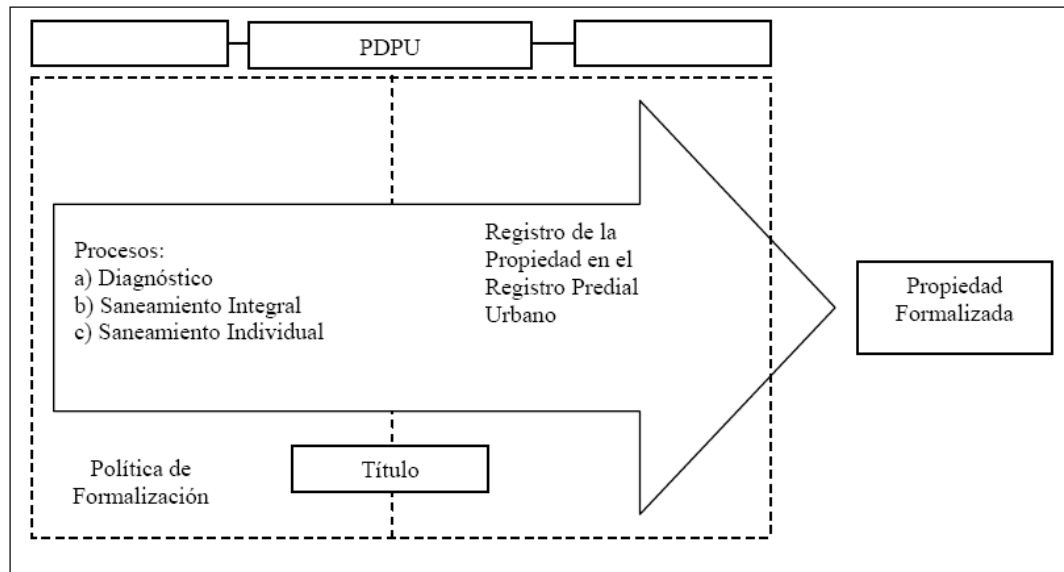 PDPU
Procesos:
a) Diagnóstico
b) Saneamiento Integral
c) Saneamiento Individual
Registro de la
Propiedad en el
Registro Predial
Urbano
Propiedad
Formalizada
Política de
Formalización
Título